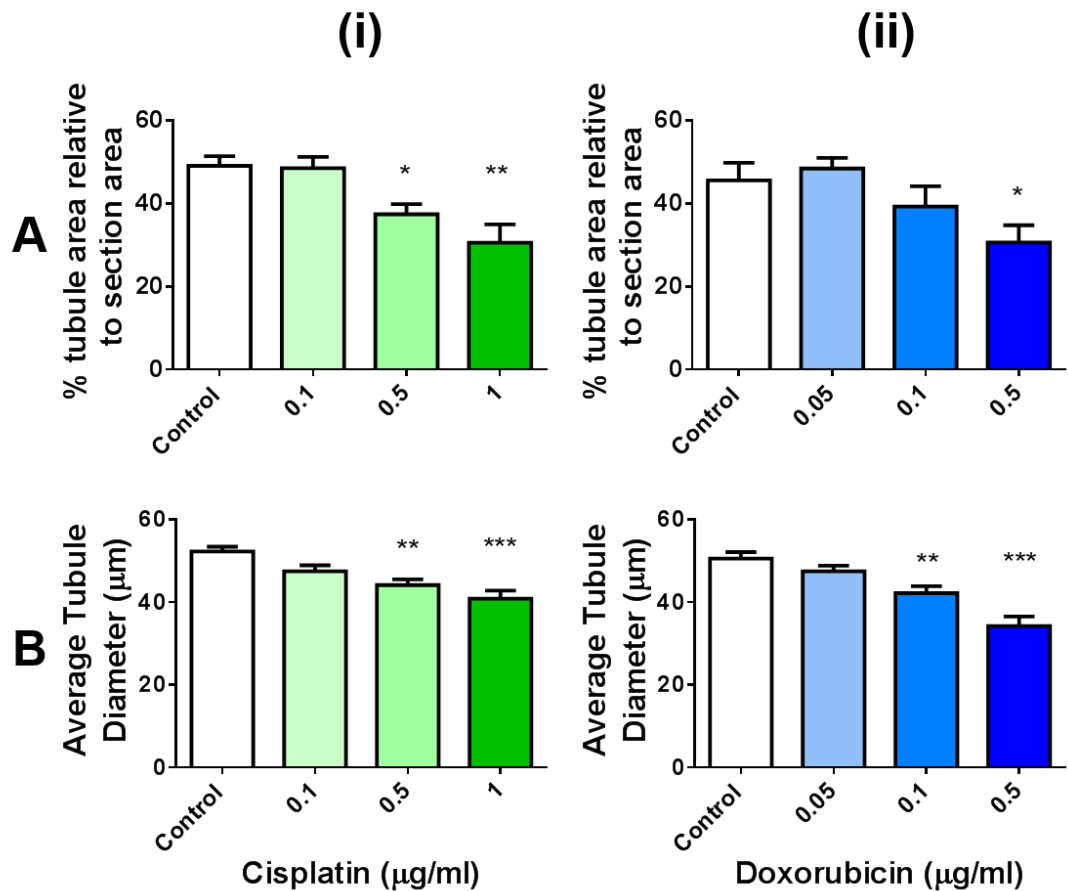 (i)
(ii)
A
% tubule area relative
to section area
60
40
20
0
*
**
Control
0.1
0.5
1
% tubule area relative
to section area
60
40
20
0
*
Control
0.05
0.1
0.5
B
Average Tubule
Diameter (μm)
60
40
20
0
**
***
Control
0.1
0.5
1
Cisplatin (μg/ml)
Average Tubule
Diameter (μm)
60
40
20
0
**
***
Control
0.05
0.1
0.5
Doxorubicin (μg/ml)